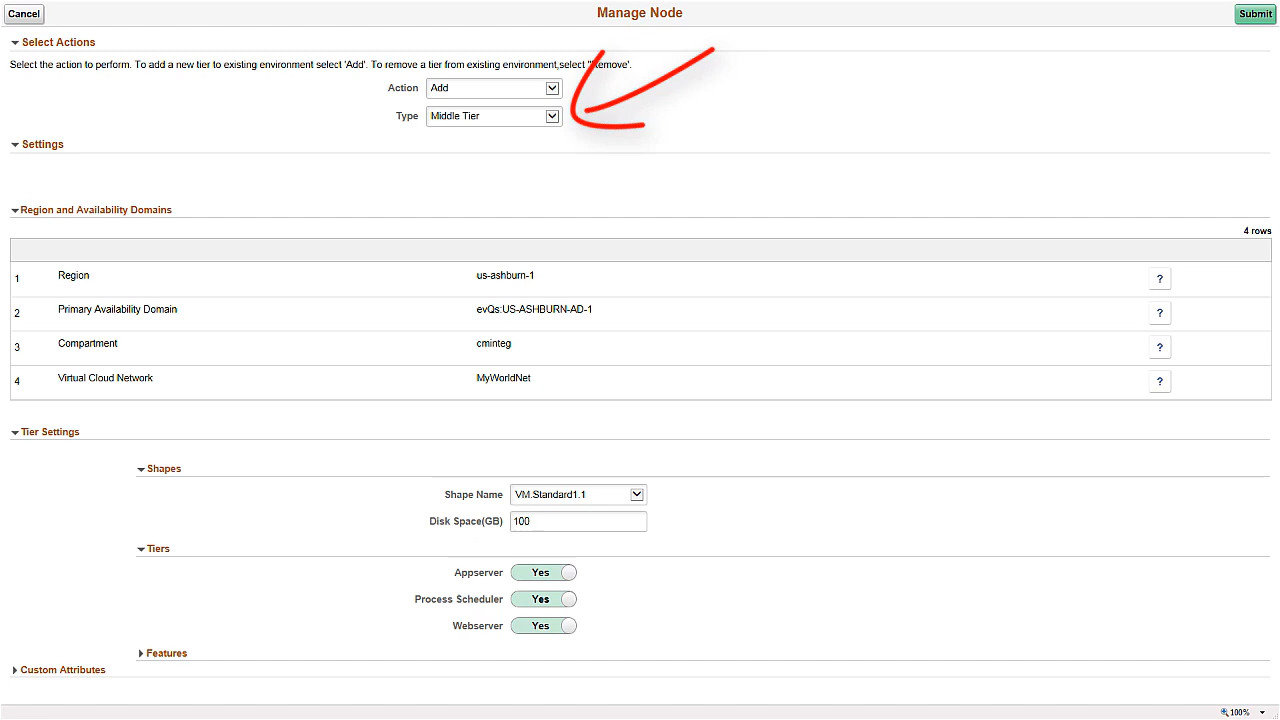 Cancel
Manage Node
Submit
Select Actions
Select the action to perform. To add a new tier to existing environment select 'Add'. To remove a tier from existing environment,select "Remove'.
Action Add
Type Middle Tier
Settings
Region and Availability Domains
4 rows
1 Region us-ashburn-1 ?
2 Primary Availability Domain evQs:US-ASHBURN-AD-1 ?
3 Compartment cminteg ?
4 Virtual Cloud Network MyWorldNet ?
Tier Settings
Shapes
Shape Name VM.Standard1.1
Disk Space(GB) 100
Tiers
Appserver Yes
Process Scheduler Yes
Webserver Yes
Features
Custom Attributes
100%